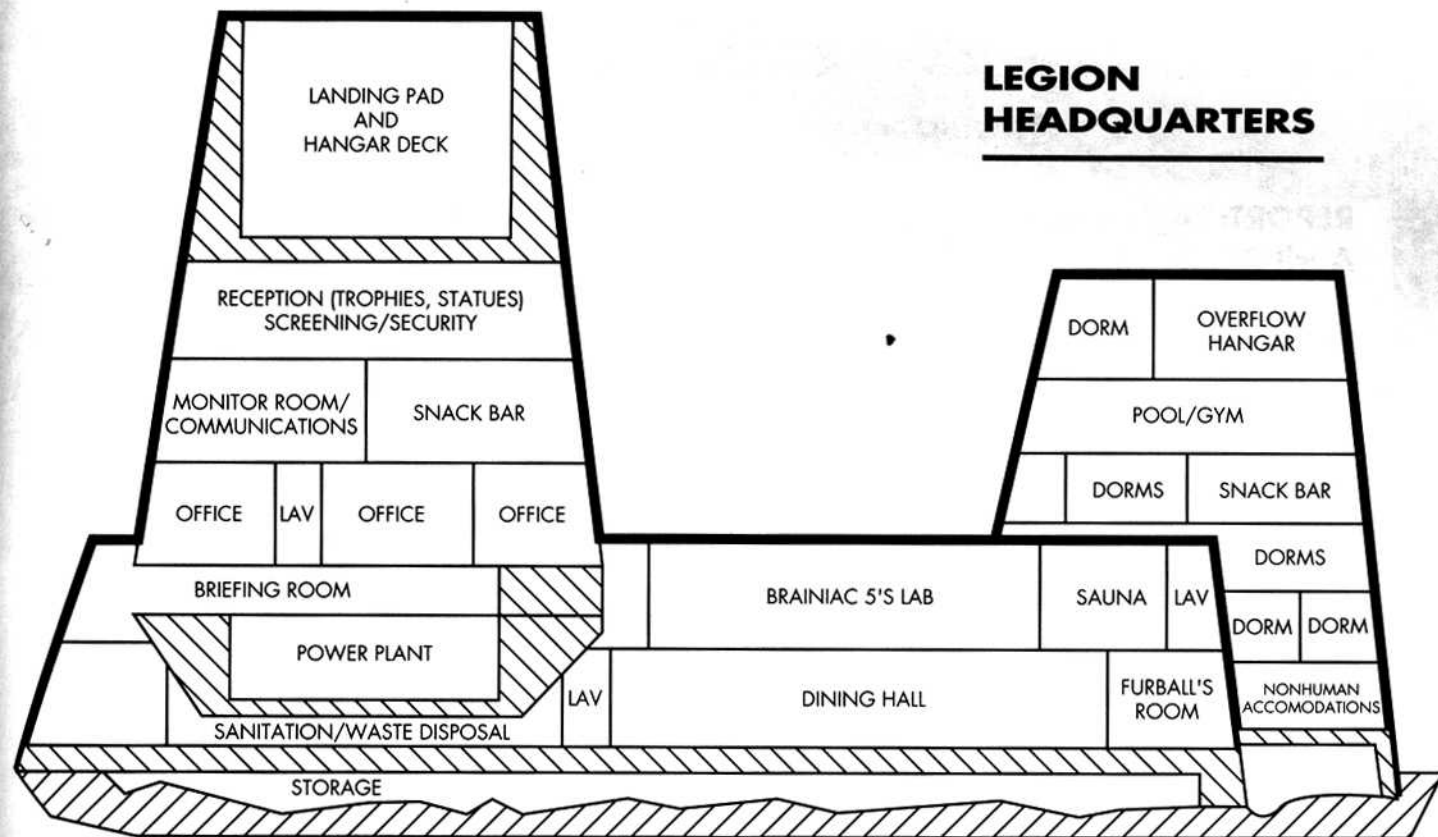 LEGION
HEADQUARTERS
LANDING PAD
AND
HANGAR DECK
RECEPTION (TROPHIES, STATUES)
SCREENING/SECURITY
MONITOR ROOM/
COMMUNICATIONS
SNACK BAR
OFFICE
LAV
OFFICE
OFFICE
BRIEFING ROOM
POWER PLANT
SANITATION/WASTE DISPOSAL
LAV
BRAINIAC 5'S LAB
SAUNA
LAV
DINING HALL
FURBALL'S
ROOM
STORAGE
DORM
OVERFLOW
HANGAR
POOL/GYM
DORMS
SNACK BAR
DORMS
DORM
DORM
NONHUMAN
ACCOMODATIONS